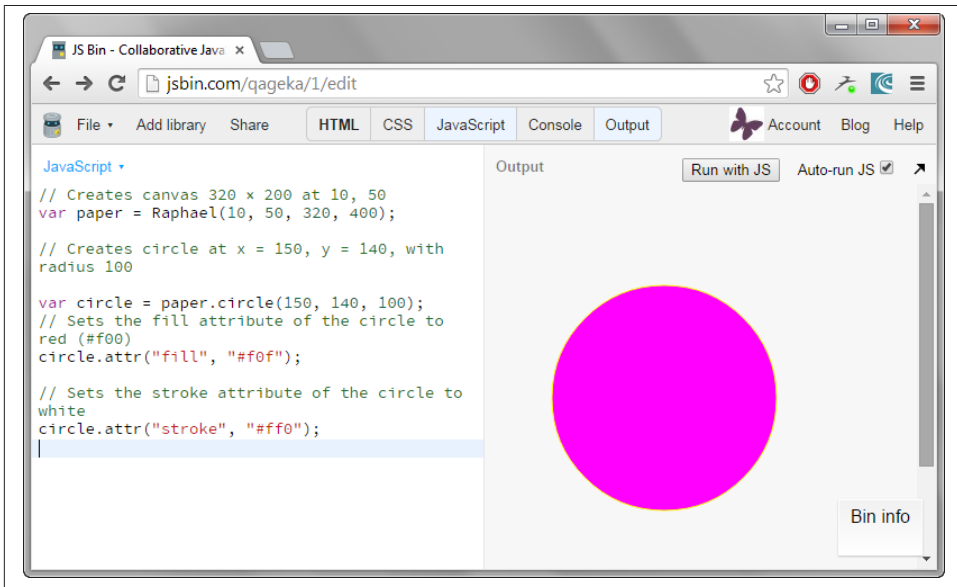 JS Bin - Collaborative Java
jsbin.com/qageka/1/edit
File Add library Share HTML CSS JavaScript Console Output Account Blog Help
JavaScript
Output
Run with JS
Auto-run JS
// Creates canvas 320 × 200 at 10, 50
var paper = Raphael(10, 50, 320, 400);
// Creates circle at x = 150, y = 140, with
radius 100
var circle = paper.circle(150, 140, 100);
// Sets the fill attribute of the circle to
red (#f00)
circle.attr("fill", "#f0f");
// Sets the stroke attribute of the circle to
white
circle.attr("stroke", "#ff0");
Bin info